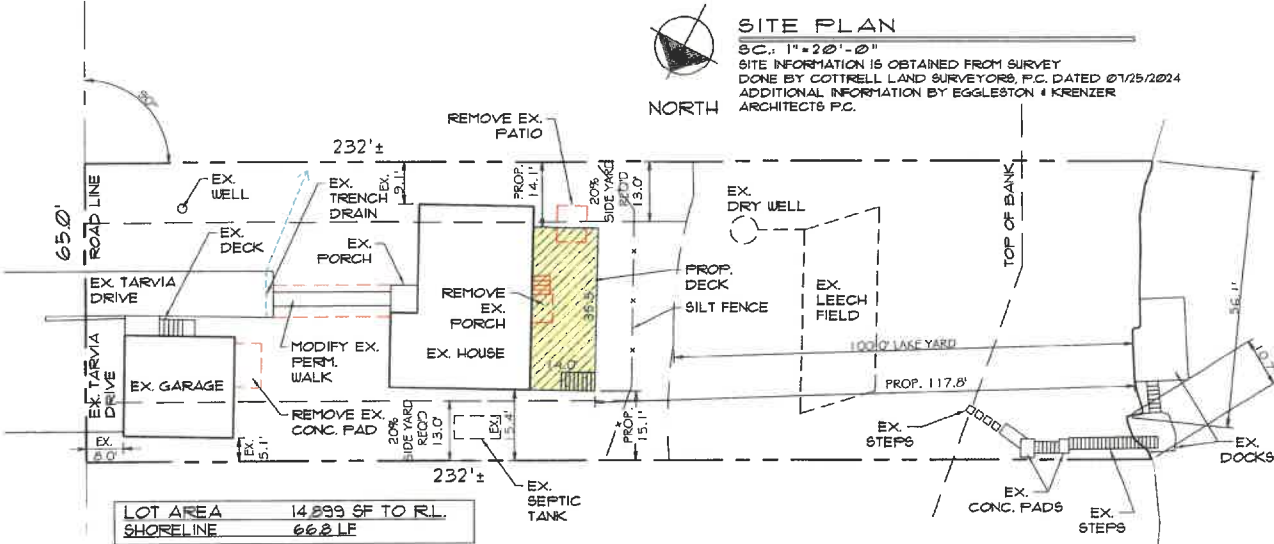 SITE PLAN
SC.: 1"=20'-0"
SITE INFORMATION IS OBTAINED FROM SURVEY
DONE BY COTTRELL LAND SURVEYORS, P.C. DATED 07/25/2024
ADDITIONAL INFORMATION BY EGGLESTON & KRENZER
ARCHITECTS P.C.
NORTH
80°
REMOVE EX.
PATIO
232'±
65.0'
ROAD LINE
EX.
WELL
EX.
TRENCH
DRAIN
EX.
9.1'
PROP.
14.1'
20%
SIDE YARD
REQ'D
13.0'
EX.
DRY WELL
TOP OF BANK
56.1'
EX.
DECK
EX.
PORCH
EX. TARVIA
DRIVE
PROP.
DECK
REMOVE
EX.
PORCH
35.5'
SILT FENCE
EX.
LEECH
FIELD
MODIFY EX.
PERM.
WALK
EX. HOUSE
14.0'
100.0' LAKE YARD
10.7'
EX. TARVIA
DRIVE
EX. GARAGE
PROP. 117.8'
REMOVE EX.
CONC. PAD
20%
SIDE YARD
REQ'D
13.0'
EX.
15.4'
PROP.
15.1'
EX.
8.0'
EX.
5.1'
EX.
STEPS
EX.
DOCKS
232'±
EX.
SEPTIC
TANK
EX.
CONC. PADS
EX.
STEPS
LOT AREA 14,899 SF TO R.L.
SHORELINE 66.8 LF